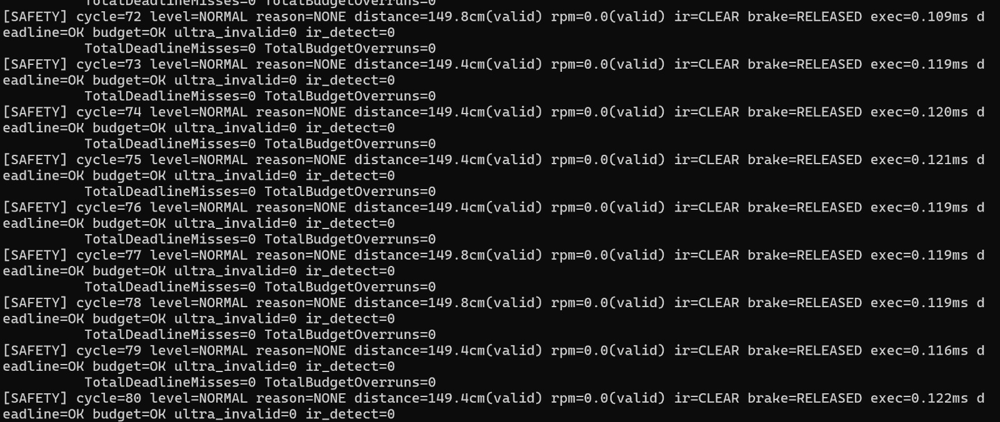 TotalDeadlineMisses=0 TotalBudgetOverruns=0
[SAFETY] cycle=72 level=NORMAL reason=NONE distance=149.8cm(valid) rpm=0.0(valid) ir=CLEAR brake=RELEASED exec=0.109ms d
eadline=OK budget=OK ultra_invalid=0 ir_detect=0
TotalDeadlineMisses=0 TotalBudgetOverruns=0
[SAFETY] cycle=73 level=NORMAL reason=NONE distance=149.4cm(valid) rpm=0.0(valid) ir=CLEAR brake=RELEASED exec=0.119ms d
eadline=OK budget=OK ultra_invalid=0 ir_detect=0
TotalDeadlineMisses=0 TotalBudgetOverruns=0
[SAFETY] cycle=74 level=NORMAL reason=NONE distance=149.4cm(valid) rpm=0.0(valid) ir=CLEAR brake=RELEASED exec=0.120ms d
eadline=OK budget=OK ultra_invalid=0 ir_detect=0
TotalDeadlineMisses=0 TotalBudgetOverruns=0
[SAFETY] cycle=75 level=NORMAL reason=NONE distance=149.4cm(valid) rpm=0.0(valid) ir=CLEAR brake=RELEASED exec=0.121ms d
eadline=OK budget=OK ultra_invalid=0 ir_detect=0
TotalDeadlineMisses=0 TotalBudgetOverruns=0
[SAFETY] cycle=76 level=NORMAL reason=NONE distance=149.4cm(valid) rpm=0.0(valid) ir=CLEAR brake=RELEASED exec=0.119ms d
eadline=OK budget=OK ultra_invalid=0 ir_detect=0
TotalDeadlineMisses=0 TotalBudgetOverruns=0
[SAFETY] cycle=77 level=NORMAL reason=NONE distance=149.8cm(valid) rpm=0.0(valid) ir=CLEAR brake=RELEASED exec=0.119ms d
eadline=OK budget=OK ultra_invalid=0 ir_detect=0
TotalDeadlineMisses=0 TotalBudgetOverruns=0
[SAFETY] cycle=78 level=NORMAL reason=NONE distance=149.8cm(valid) rpm=0.0(valid) ir=CLEAR brake=RELEASED exec=0.119ms d
eadline=OK budget=OK ultra_invalid=0 ir_detect=0
TotalDeadlineMisses=0 TotalBudgetOverruns=0
[SAFETY] cycle=79 level=NORMAL reason=NONE distance=149.4cm(valid) rpm=0.0(valid) ir=CLEAR brake=RELEASED exec=0.116ms d
eadline=OK budget=OK ultra_invalid=0 ir_detect=0
TotalDeadlineMisses=0 TotalBudgetOverruns=0
[SAFETY] cycle=80 level=NORMAL reason=NONE distance=149.4cm(valid) rpm=0.0(valid) ir=CLEAR brake=RELEASED exec=0.122ms d
eadline=OK budget=OK ultra_invalid=0 ir_detect=0